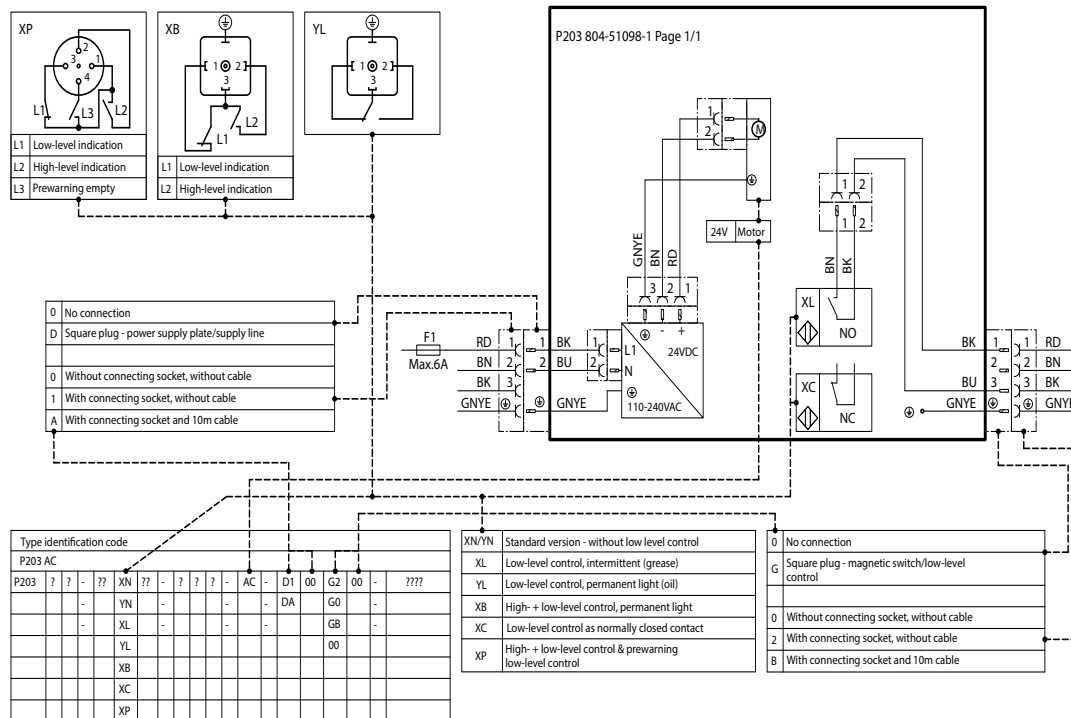 XP
2
3
1
4
L1
L3
L2
L1 Low-level indication
L2 High-level indication
L3 Prewarning empty
XB
1 2
3
L2
L1
L1 Low-level indication
L2 High-level indication
YL
1 2
3
P203 804-51098-1 Page 1/1
1
2
M
24V Motor
GNYE
BN
RD
3 2 1
- +
24VDC
L1
N
110-240VAC
1
2
1 2
1 2
BN
BK
XL
NO
XC
NC
0 No connection
D Square plug - power supply plate/supply line
0 Without connecting socket, without cable
1 With connecting socket, without cable
A With connecting socket and 10m cable
F1
Max.6A
RD 1 1 BK
BN 2 2 BU
BK 3
GNYE GNYE
BK 1 1 RD
2 2 BN
BU 3 3 BK
GNYE GNYE
Type identification code
P203 AC
P203 ? ? - ?? XN ?? - ? ? ? - AC - D1 00 G2 00 - ????
- YN - - - DA G0 -
- XL - - - GB -
YL 00
XB
XC
XP
XN/YN Standard version - without low level control
XL Low-level control, intermittent (grease)
YL Low-level control, permanent light (oil)
XB High- + low-level control, permanent light
XC Low-level control as normally closed contact
XP High- + low-level control & prewarning
low-level control
0 No connection
G Square plug - magnetic switch/low-level
control
0 Without connecting socket, without cable
2 With connecting socket, without cable
B With connecting socket and 10m cable